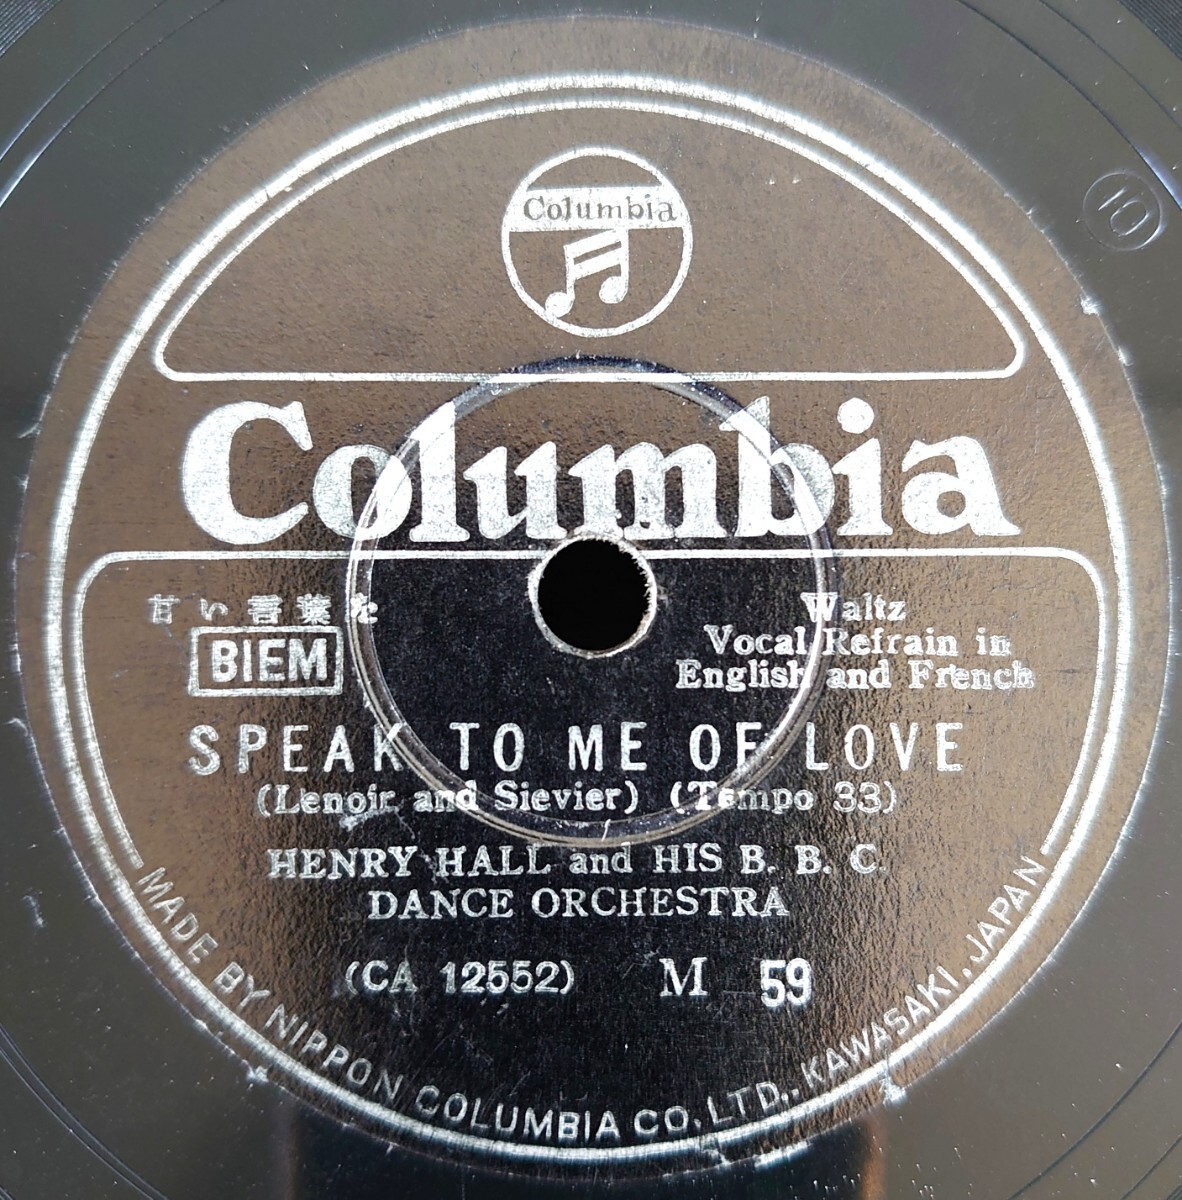 Columbia
10
Columbia
甘い言葉を
BIEM
Waltz
Vocal Refrain in
English and French
SPEAK TO ME OF LOVE
(Lenoir and Sievier) (Tempo 33)
HENRY HALL and HIS B. B. C.
DANCE ORCHESTRA
(CA 12552) M 59
MADE BY NIPPON COLUMBIA CO., LTD., KAWASAKI, JAPAN